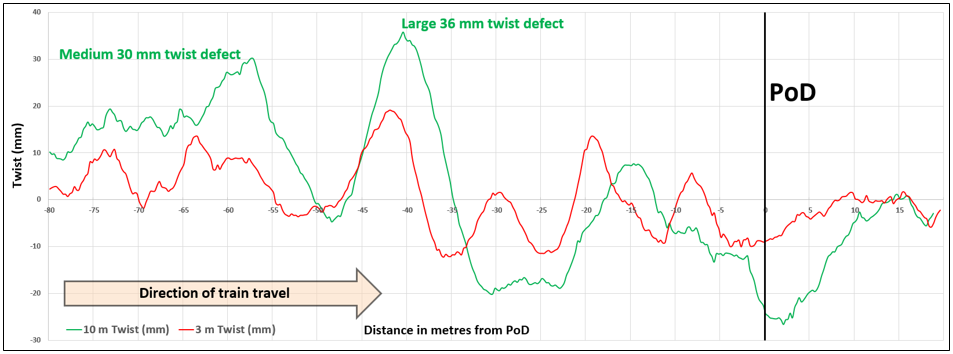 Large 36 mm twist defect
Medium 30 mm twist defect
PoD
Twist (mm)
40
30
20
10
0
-10
-20
-30
-80 -75 -70 -65 -60 -55 -50 -45 -40 -35 -30 -25 -20 -15 -10 -5 0 5 10 15
Direction of train travel
10 m Twist (mm) 3 m Twist (mm)
Distance in metres from PoD